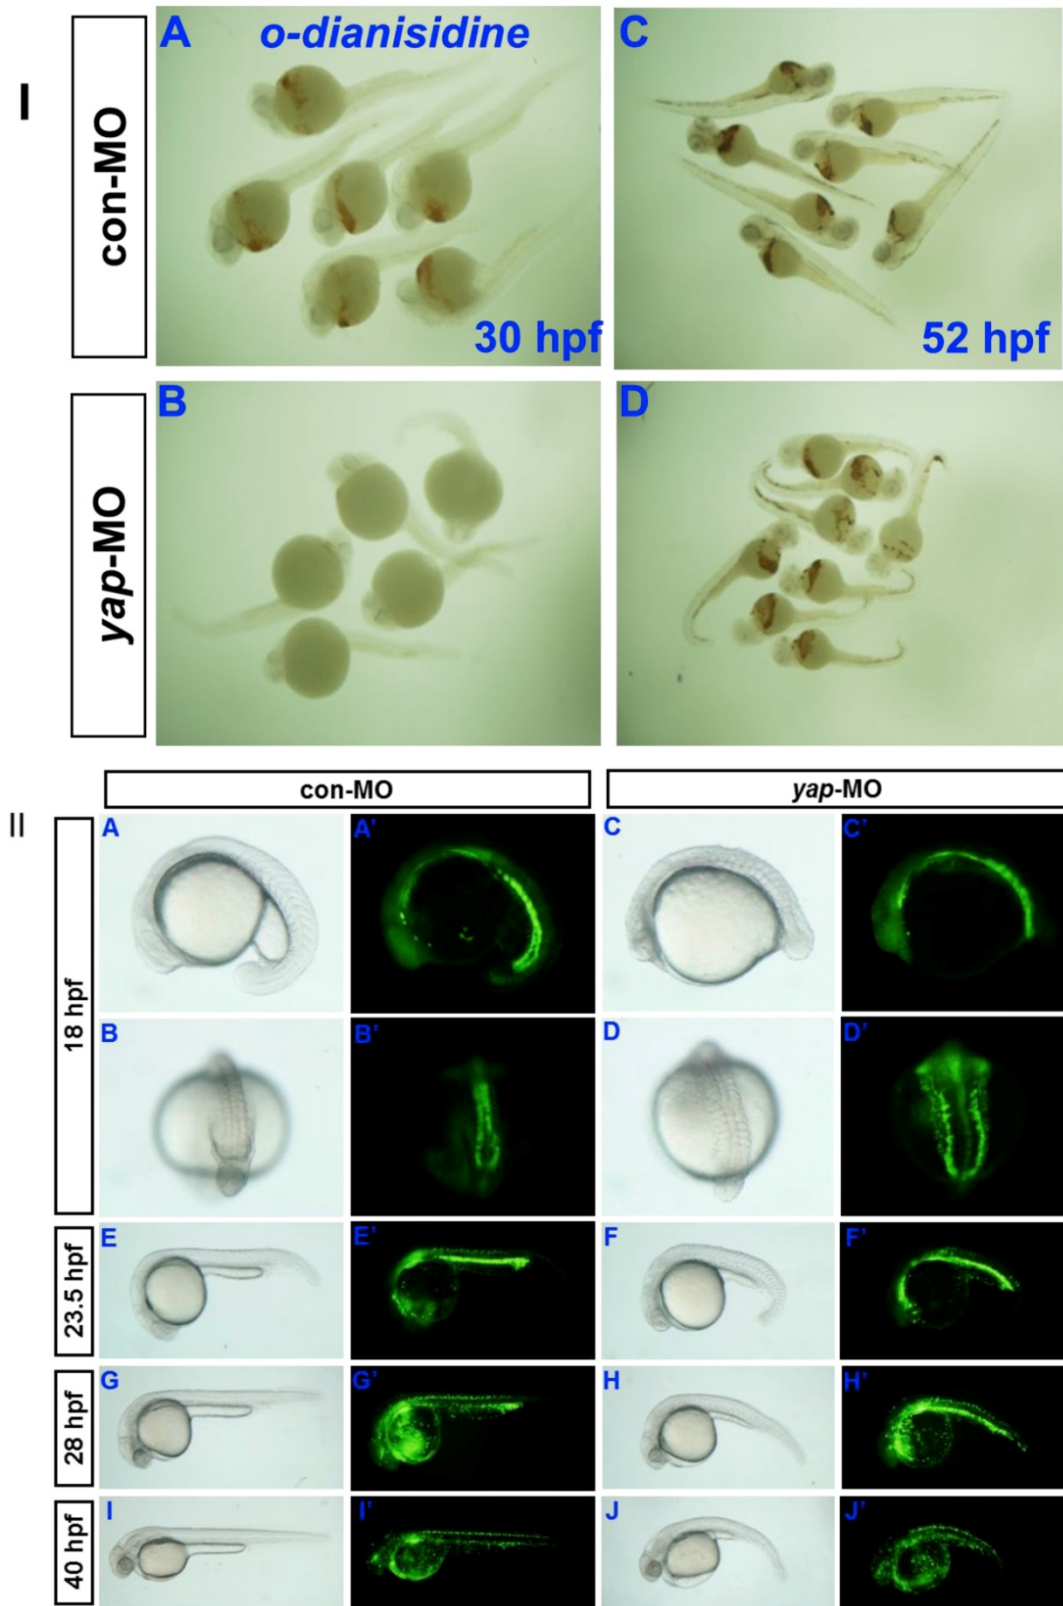 I
con-MO
A
o-dianisidine
30 hpf
C
52 hpf
yap-MO
B
D
II
con-MO
yap-MO
18 hpf
A
A’
C
C’
B
B’
D
D’
23.5 hpf
E
E’
F
F’
28 hpf
G
G’
H
H’
40 hpf
I
I’
J
J’